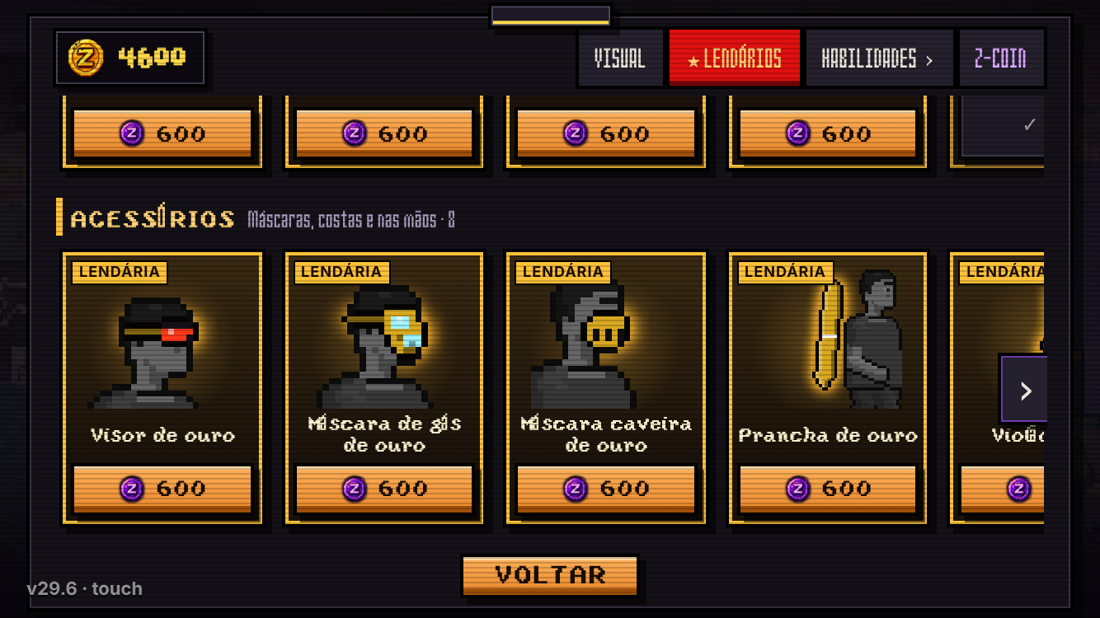 4600
VISUAL
★ LENDÁRIOS
HABILIDADES ›
Z-COIN
600
600
600
600
✓
ACESSÓRIOS
Máscaras, costas e nas mãos · 8
LENDÁRIA
LENDÁRIA
LENDÁRIA
LENDÁRIA
LENDÁRIA
Visor de ouro
Máscara de gás
de ouro
Máscara caveira
de ouro
Prancha de ouro
600
600
600
600
VOLTAR
v29.6 · touch